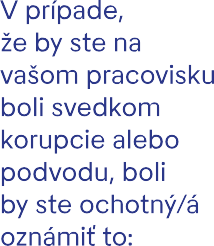 V prípade,
že by ste na
vašom pracovisku
boli svedkom
korupcie alebo
podvodu, boli
by ste ochotný/á
oznámiť to: